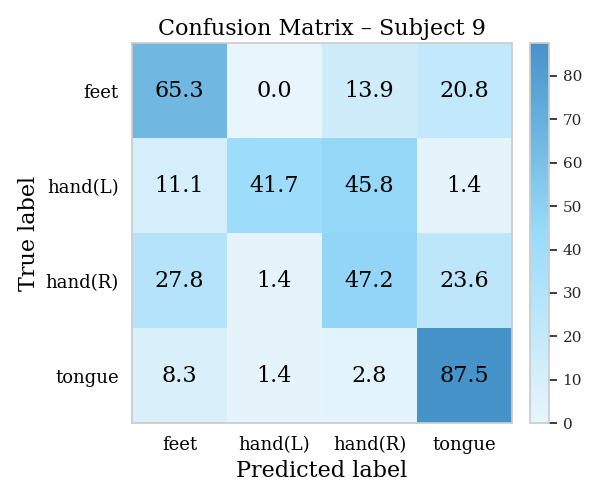 Confusion Matrix – Subject 9
True label
feet 65.3 0.0 13.9 20.8
hand(L) 11.1 41.7 45.8 1.4
hand(R) 27.8 1.4 47.2 23.6
tongue 8.3 1.4 2.8 87.5
feet hand(L) hand(R) tongue
Predicted label
80
70
60
50
40
30
20
10
0